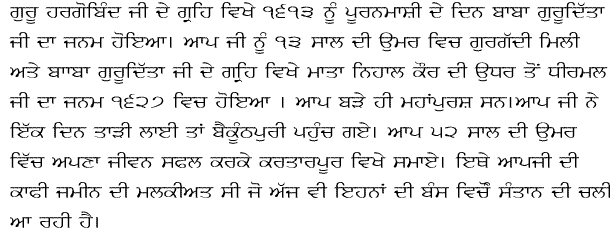 ਗੁਰੂ ਹਰਗੋਬਿੰਦ ਜੀ ਦੇ ਗ੍ਰਹਿ ਵਿਖੇ ੧੬੧੩ ਨੂੰ ਪੂਰਨਮਾਸ਼ੀ ਦੇ ਦਿਨ ਬਾਬਾ ਗੁਰੂਦਿੱਤਾ
ਜੀ ਦਾ ਜਨਮ ਹੋਇਆ। ਆਪ ਜੀ ਨੂੰ ੧੩ ਸਾਲ ਦੀ ਉਮਰ ਵਿਚ ਗੁਰਗੱਦੀ ਮਿਲੀ
ਅਤੇ ਬਾਾਬਾ ਗੁਰੂਦਿੱਤਾ ਜੀ ਦੇ ਗ੍ਰਹਿ ਵਿਖੇ ਮਾਤਾ ਨਿਹਾਲ ਕੌਰ ਦੀ ਉਧਰ ਤੋਂ ਧੀਰਮਲ
ਜੀ ਦਾ ਜਨਮ ੧੬੨੭ ਵਿਚ ਹੋਇਆ । ਆਪ ਬੜੇ ਹੀ ਮਹਾਂਪੁਰਸ਼ ਸਨ।ਆਪ ਜੀ ਨੇ
ਇੱਕ ਦਿਨ ਤਾੜੀ ਲਾਈ ਤਾਂ ਬੈਕੂੰਠਪੁਰੀ ਪਹੁੰਚ ਗਏ। ਆਪ ੫੨ ਸਾਲ ਦੀ ਉਮਰ
ਵਿੱਚ ਅਪਣਾ ਜੀਵਨ ਸਫਲ ਕਰਕੇ ਕਰਤਾਰਪੂਰ ਵਿਖੇ ਸਮਾਏ। ਇਥੇ ਆਪਜੀ ਦੀ
ਕਾਫੀ ਜਮੀਨ ਦੀ ਮਲਕੀਅਤ ਸੀ ਜੋ ਅੱਜ ਵੀ ਇਹਨਾਂ ਦੀ ਬੰਸ ਵਿਚੋਂ ਸੰਤਾਨ ਦੀ ਚਲੀ
ਆ ਰਹੀ ਹੈ।